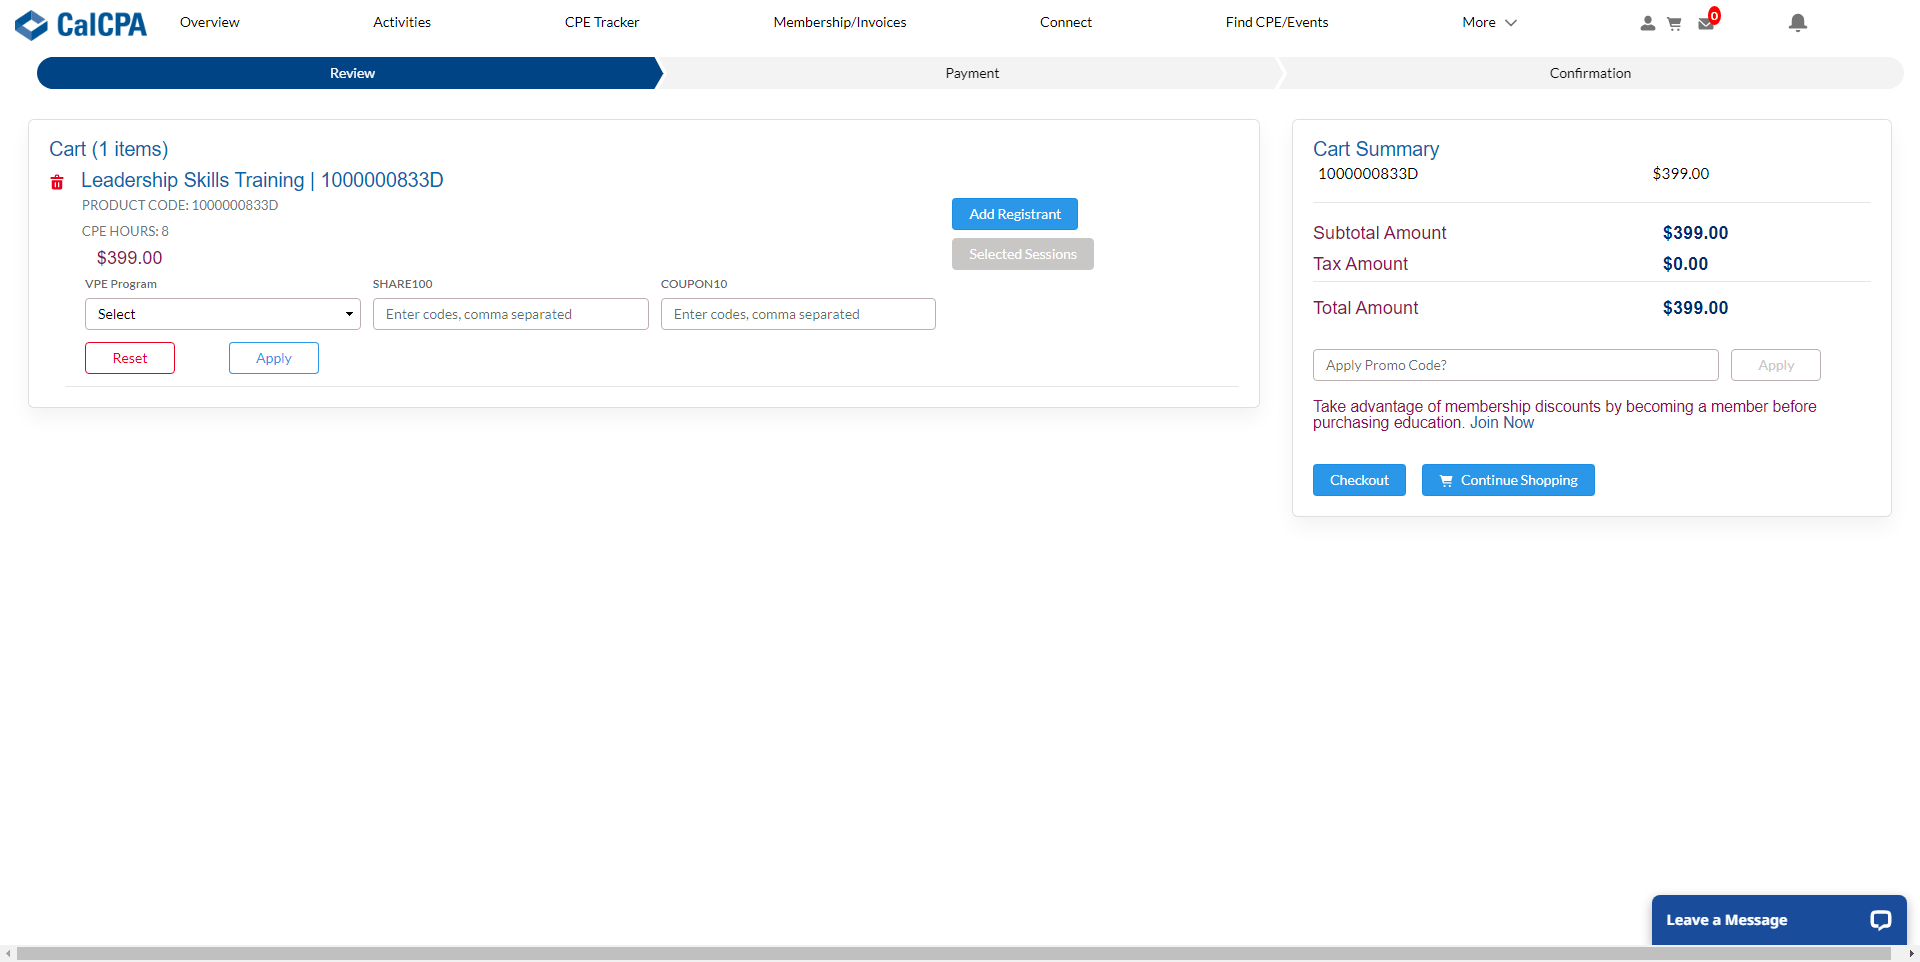 CalCPA
Overview
Activities
CPE Tracker
Membership/Invoices
Connect
Find CPE/Events
More
0
Review
Payment
Confirmation
Cart (1 items)
Leadership Skills Training | 1000000833D
PRODUCT CODE: 1000000833D
CPE HOURS: 8
$399.00
Add Registrant
Selected Sessions
VPE Program
SHARE100
COUPON10
Select
Enter codes, comma separated
Enter codes, comma separated
Reset
Apply
Cart Summary
1000000833D $399.00
Subtotal Amount $399.00
Tax Amount $0.00
Total Amount $399.00
Apply Promo Code?
Apply
Take advantage of membership discounts by becoming a member before
purchasing education. Join Now
Checkout
Continue Shopping
Leave a Message